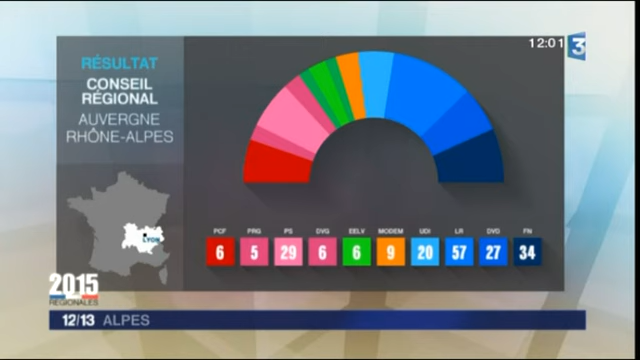 12:01 3
RÉSULTAT
CONSEIL
RÉGIONAL
AUVERGNE
RHÔNE-ALPES
LYON
PCF PRG PS DVG EELV MODEM UDI LR DVD FN
6 5 29 6 6 9 20 57 27 34
2015
RÉGIONALES
12/13 ALPES